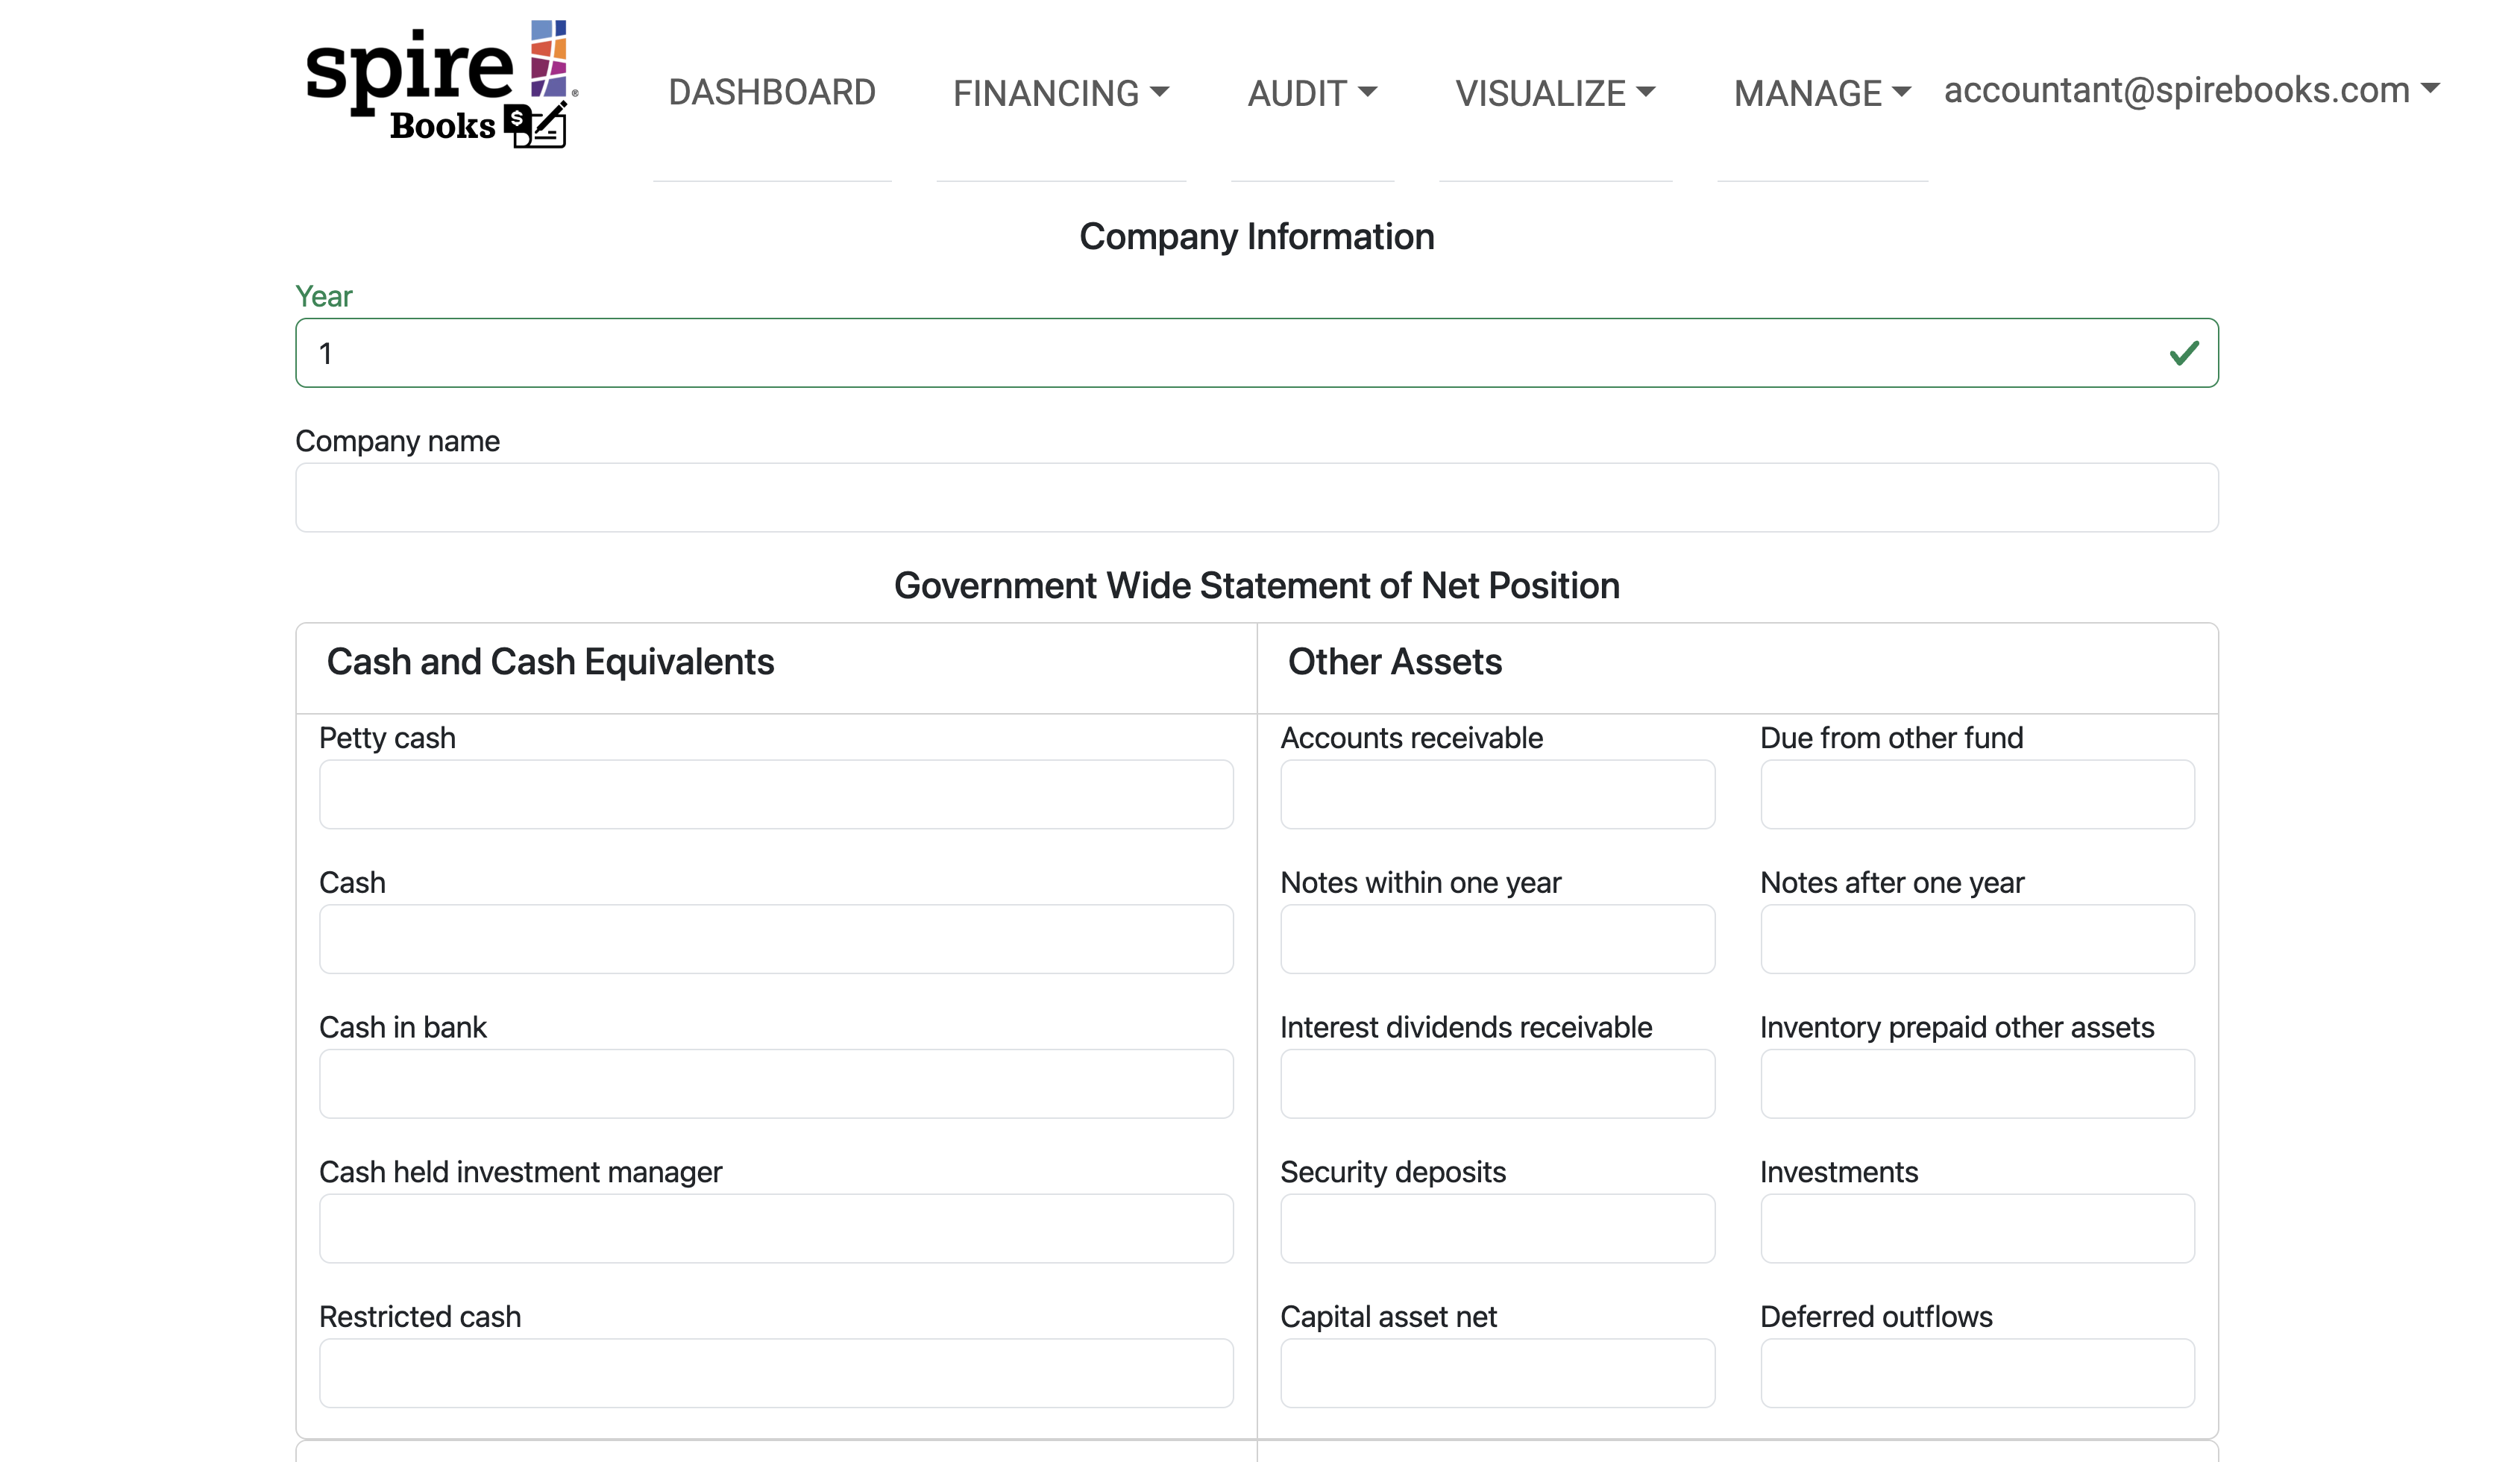 spire®
Books
DASHBOARD FINANCING AUDIT VISUALIZE MANAGE accountant@spirebooks.com
Company Information
Year
1
Company name
Government Wide Statement of Net Position
Cash and Cash Equivalents
Other Assets
Petty cash
Accounts receivable
Due from other fund
Cash
Notes within one year
Notes after one year
Cash in bank
Interest dividends receivable
Inventory prepaid other assets
Cash held investment manager
Security deposits
Investments
Restricted cash
Capital asset net
Deferred outflows